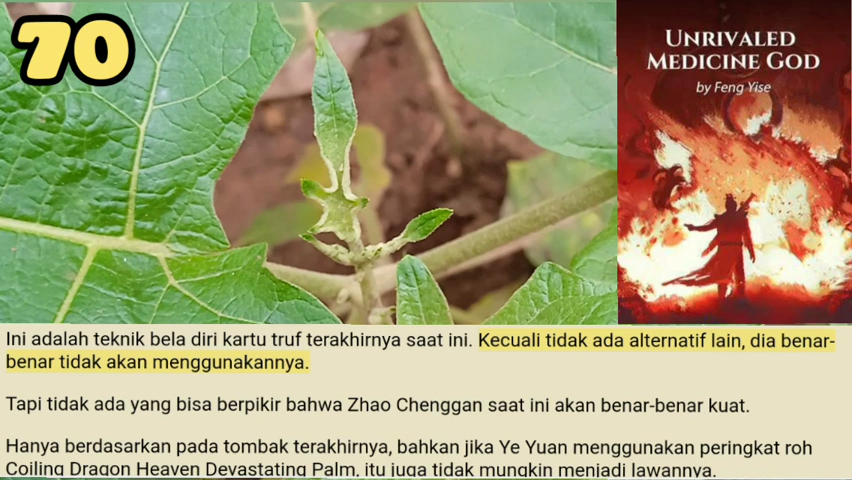 70
UNRIVALED
MEDICINE GOD
by Feng Yise
Ini adalah teknik bela diri kartu truf terakhirnya saat ini. Kecuali tidak ada alternatif lain, dia benar-
benar tidak akan menggunakannya.
Tapi tidak ada yang bisa berpikir bahwa Zhao Chenggan saat ini akan benar-benar kuat.
Hanya berdasarkan pada tombak terakhirnya, bahkan jika Ye Yuan menggunakan peringkat roh
Coiling Dragon Heaven Devastating Palm, itu juga tidak mungkin menjadi lawannya.